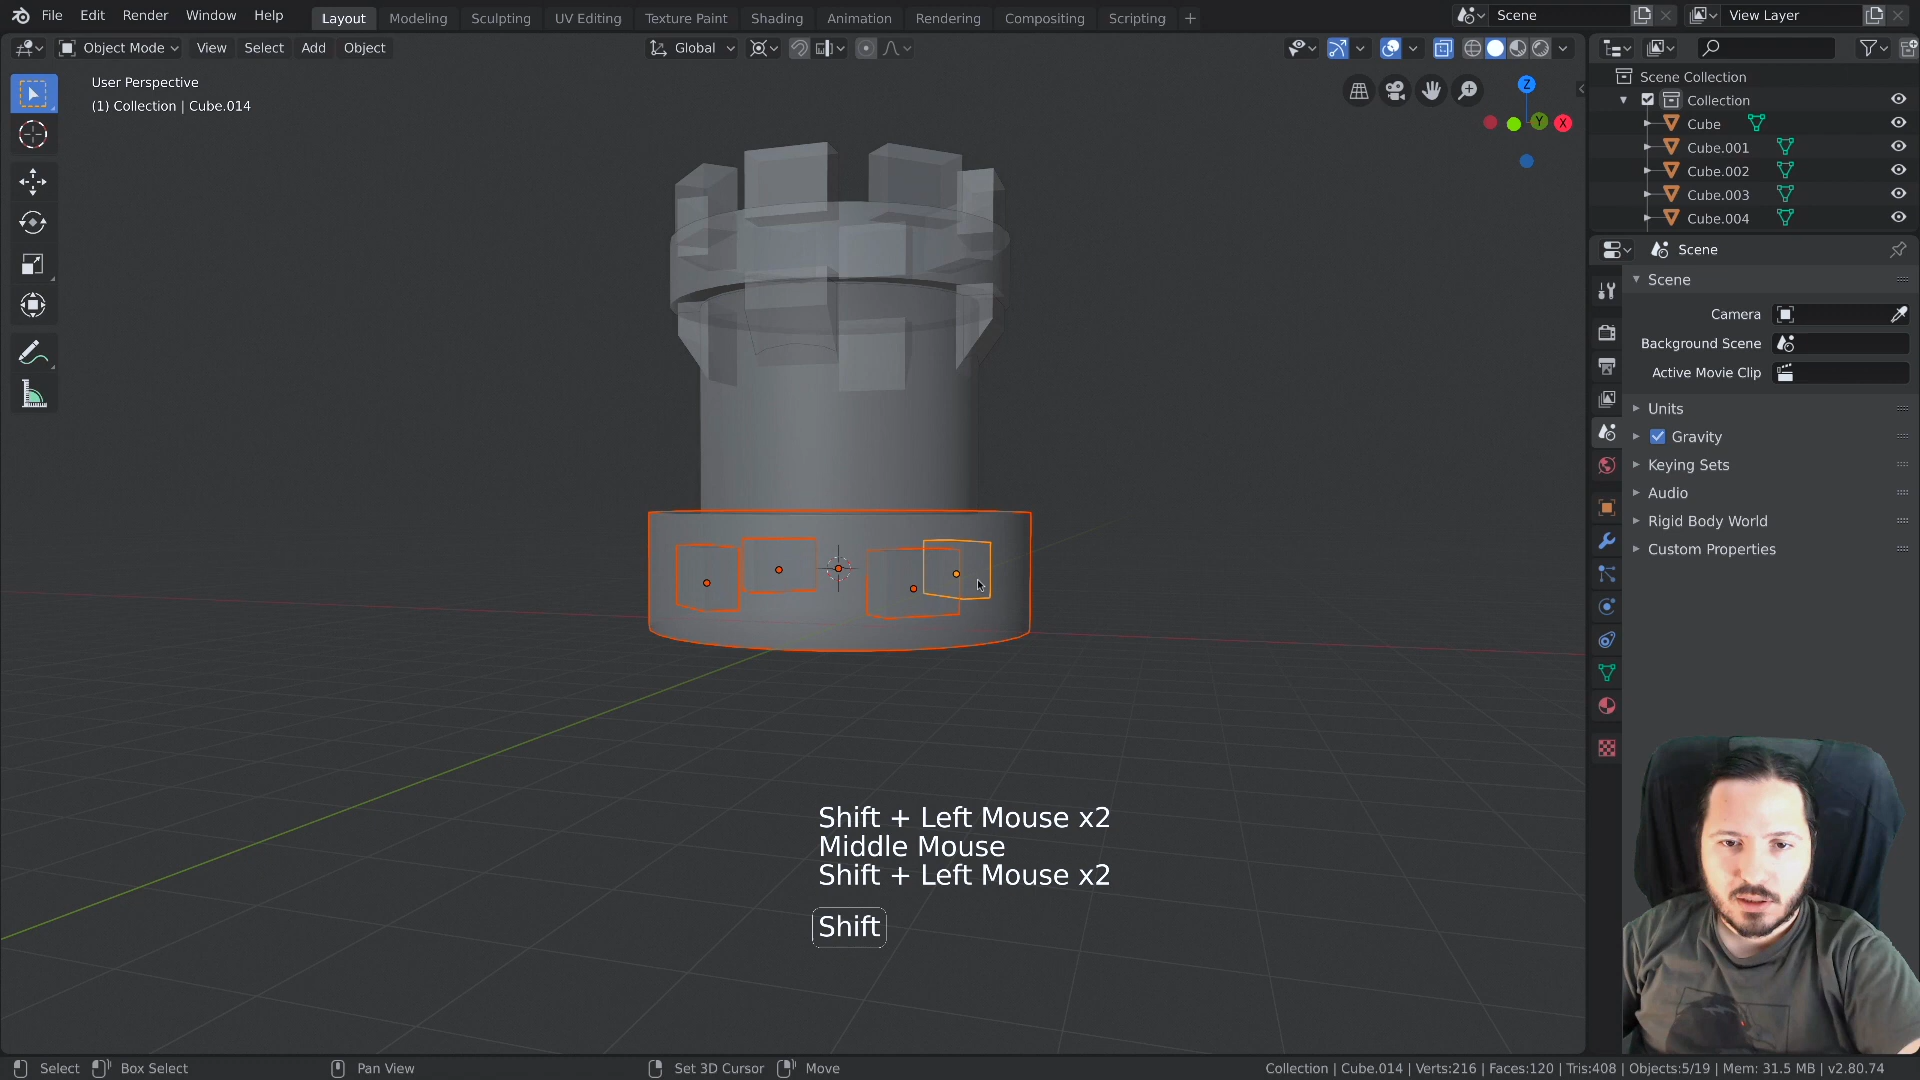 File Edit Render Window Help Layout Modeling Sculpting UV Editing Texture Paint Shading Animation Rendering Compositing Scripting + Scene View Layer
Object Mode View Select Add Object Global
User Perspective
(1) Collection | Cube.014
Z
Y
X
Scene Collection
Collection
Cube
Cube.001
Cube.002
Cube.003
Cube.004
Scene
Scene
Camera
Background Scene
Active Movie Clip
Units
Gravity
Keying Sets
Audio
Rigid Body World
Custom Properties
Shift + Left Mouse x2
Middle Mouse
Shift + Left Mouse x2
Shift
Select Box Select Pan View Set 3D Cursor Move Collection | Cube.014 | Verts:216 | Faces:120 | Tris:408 | Objects:5/19 | Mem: 31.5 MB | v2.80.74